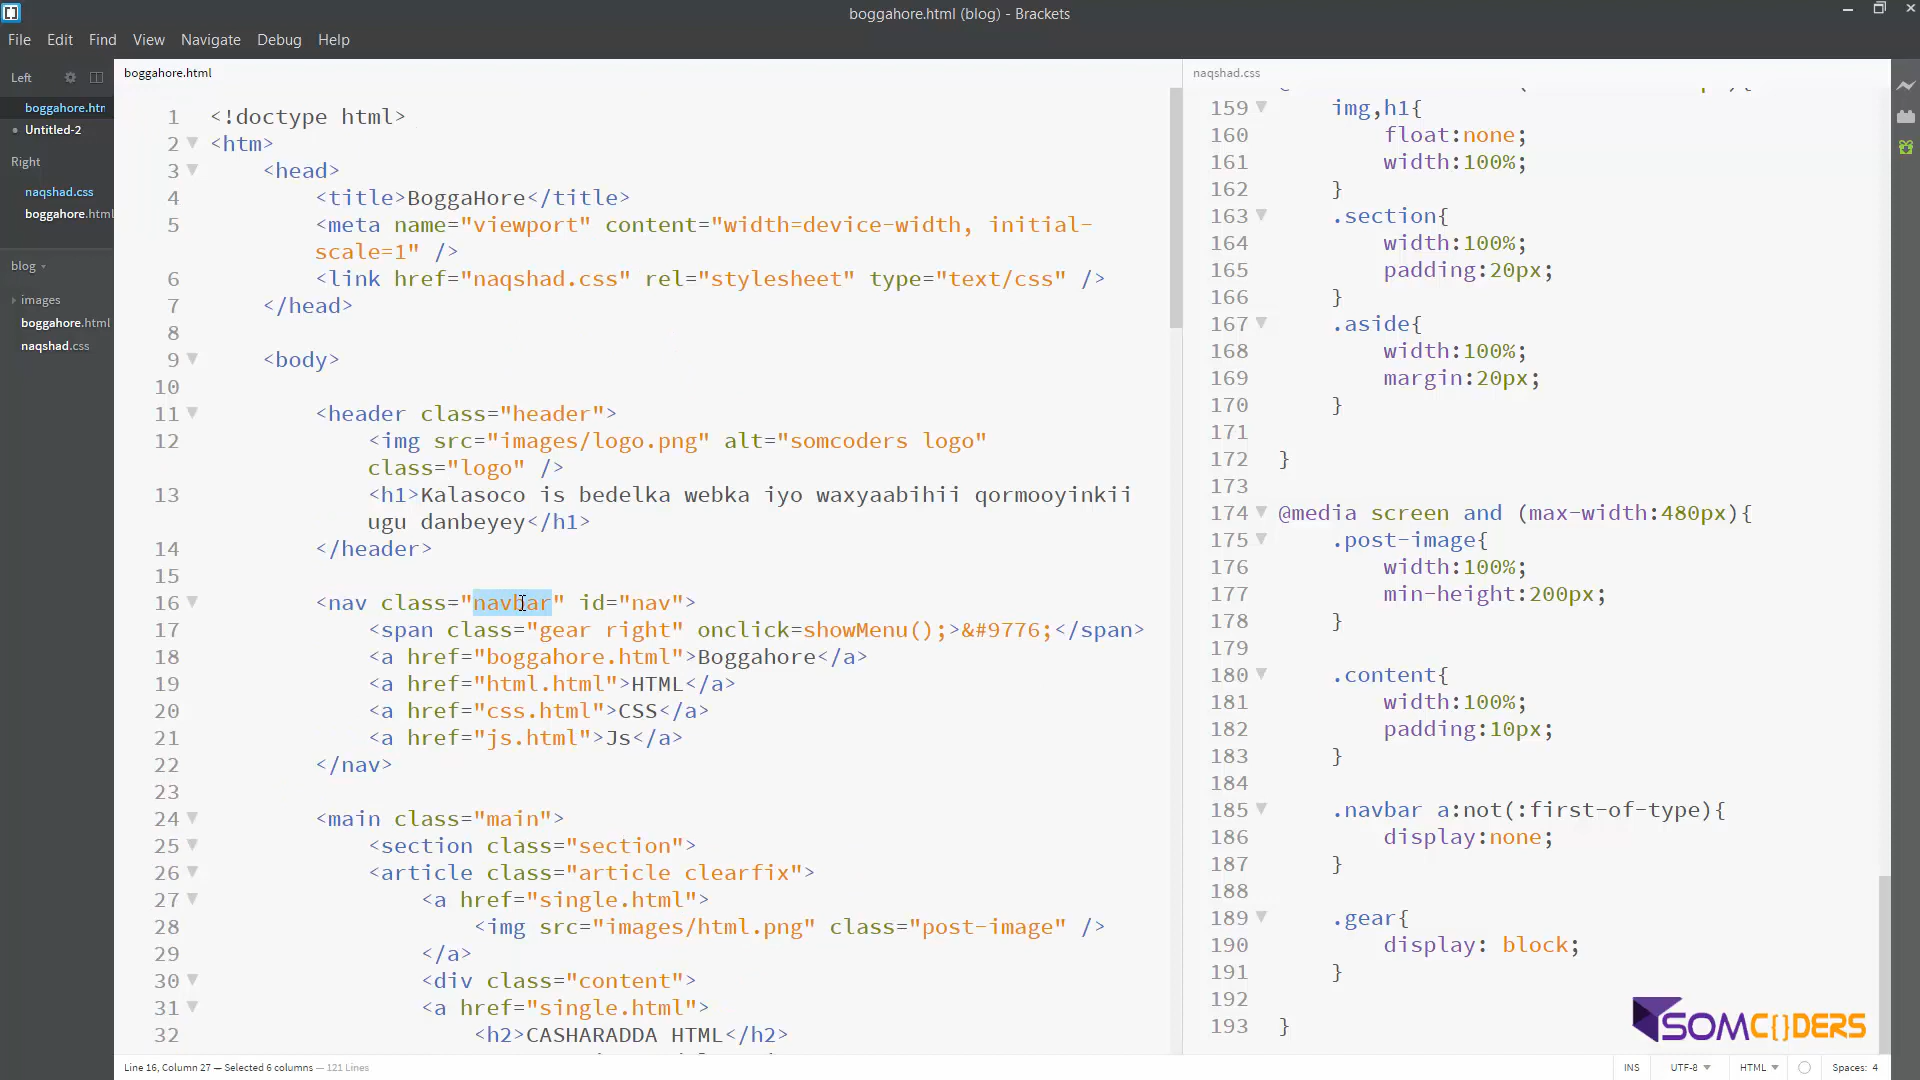 boggahore.html (blog) - Brackets
File Edit Find View Navigate Debug Help
Left
boggahore.htm
Untitled-2
Right
naqshad.css
boggahore.html
blog
images
boggahore.html
naqshad.css
boggahore.html
1 <!doctype html>
2 <htm>
3 <head>
4 <title>BoggaHore</title>
5 <meta name="viewport" content="width=device-width, initial-
scale=1" />
6 <link href="naqshad.css" rel="stylesheet" type="text/css" />
7 </head>
8
9 <body>
10
11 <header class="header">
12 <img src="images/logo.png" alt="somcoders logo"
class="logo" />
13 <h1>Kalasoco is bedelka webka iyo waxyaabihii qormooyinkii
ugu danbeyey</h1>
14 </header>
15
16 <nav class="navbar" id="nav">
17 <span class="gear right" onclick=showMenu();>&#9776;</span>
18 <a href="boggahore.html">Boggahore</a>
19 <a href="html.html">HTML</a>
20 <a href="css.html">CSS</a>
21 <a href="js.html">Js</a>
22 </nav>
23
24 <main class="main">
25 <section class="section">
26 <article class="article clearfix">
27 <a href="single.html">
28 <img src="images/html.png" class="post-image" />
29 </a>
30 <div class="content">
31 <a href="single.html">
32 <h2>CASHARADDA HTML</h2>
naqshad.css
159 img,h1{
160 float:none;
161 width:100%;
162 }
163 .section{
164 width:100%;
165 padding:20px;
166 }
167 .aside{
168 width:100%;
169 margin:20px;
170 }
171
172 }
173
174 @media screen and (max-width:480px){
175 .post-image{
176 width:100%;
177 min-height:200px;
178 }
179
180 .content{
181 width:100%;
182 padding:10px;
183 }
184
185 .navbar a:not(:first-of-type){
186 display:none;
187 }
188
189 .gear{
190 display: block;
191 }
192
193 }
SOMC{}DERS
Line 16, Column 27 — Selected 6 columns — 121 Lines
INS UTF-8 HTML Spaces: 4